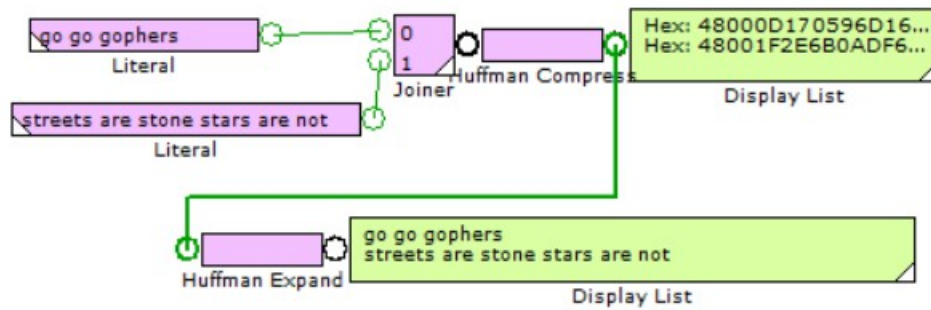 go go gophers
Literal
0
1
Joiner
Huffman Compress
Hex: 48000D170596D16...
Hex: 48001F2E6B0ADF6...
Display List
streets are stone stars are not
Literal
Huffman Expand
go go gophers
streets are stone stars are not
Display List